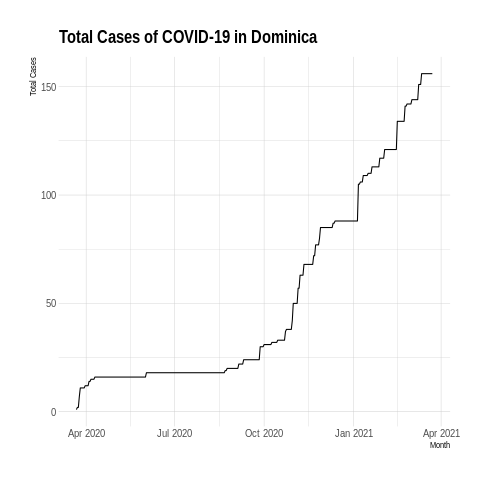 Total Cases of COVID-19 in Dominica
Total Cases
150
100
50
0
Apr 2020 Jul 2020 Oct 2020 Jan 2021 Apr 2021
Month